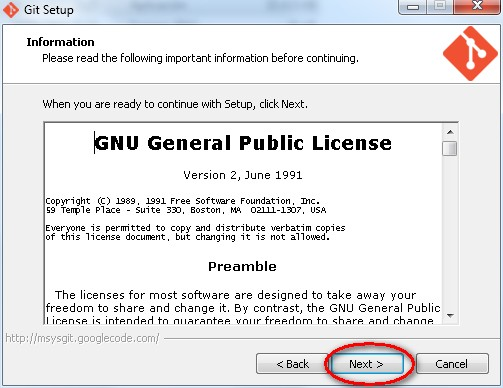 Git Setup
Information
Please read the following important information before continuing.
When you are ready to continue with Setup, click Next.
GNU General Public License
Version 2, June 1991
Copyright (C) 1989, 1991 Free Software Foundation, Inc.
59 Temple Place - Suite 330, Boston, MA  02111-1307, USA
Everyone is permitted to copy and distribute verbatim copies
of this license document, but changing it is not allowed.
Preamble
The licenses for most software are designed to take away your
freedom to share and change it. By contrast, the GNU General Public
License is intended to guarantee your freedom to share and change
http://msysgit.googlecode.com/
< Back
Next >
Cancel